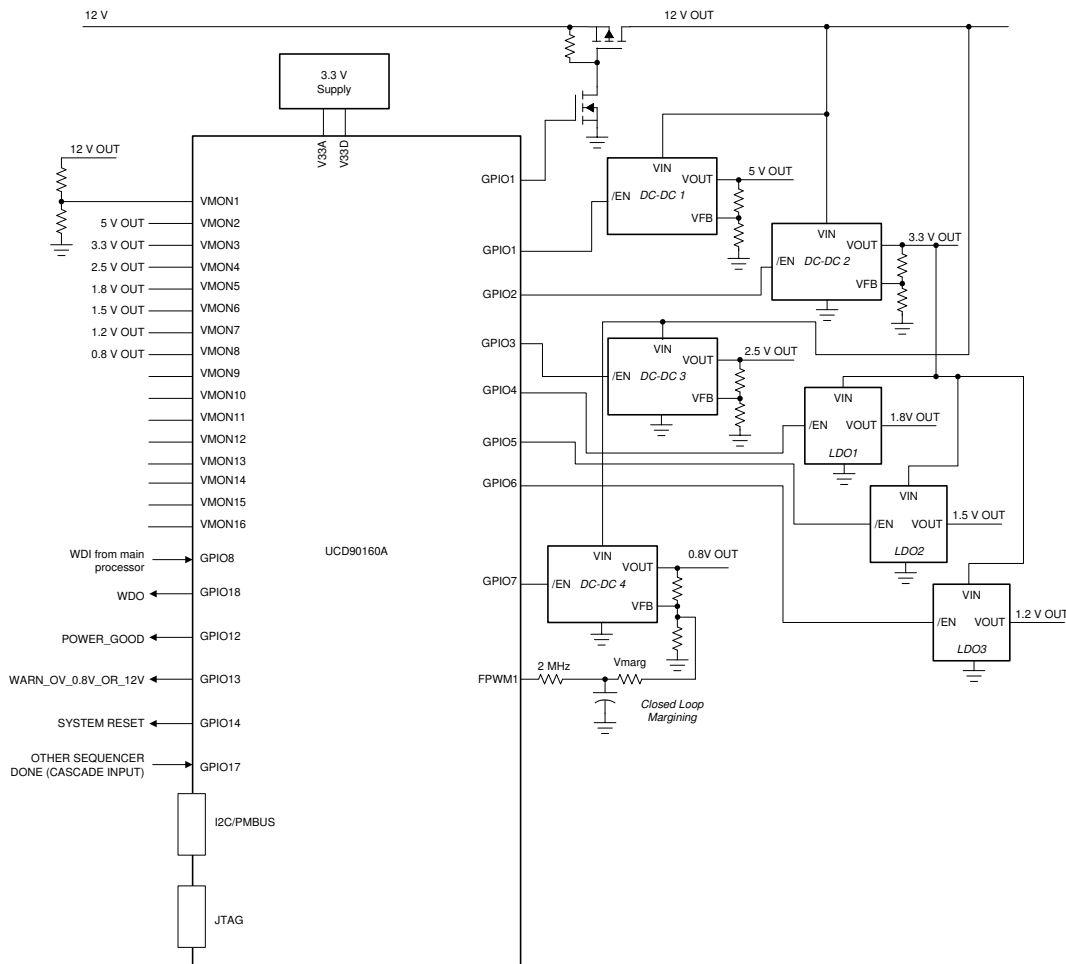 12 V
12 V OUT
3.3 V
Supply
V33A
V33D
12 V OUT
VMON1
5 V OUT
VMON2
3.3 V OUT
VMON3
2.5 V OUT
VMON4
1.8 V OUT
VMON5
1.5 V OUT
VMON6
1.2 V OUT
VMON7
0.8 V OUT
VMON8
VMON9
VMON10
VMON11
VMON12
VMON13
VMON14
VMON15
VMON16
WDI from main
processor
GPIO8
WDO
GPIO18
POWER_GOOD
GPIO12
WARN_OV_0.8V_OR_12V
GPIO13
SYSTEM RESET
GPIO14
OTHER SEQUENCER
DONE (CASCADE INPUT)
GPIO17
I2C/PMBUS
JTAG
UCD90160A
GPIO1
GPIO1
GPIO2
GPIO3
GPIO4
GPIO5
GPIO6
GPIO7
FPWM1
VIN
VOUT
/EN
DC-DC 1
VFB
5 V OUT
VIN
VOUT
/EN
DC-DC 2
VFB
3.3 V OUT
VIN
VOUT
/EN
DC-DC 3
VFB
2.5 V OUT
VIN
/EN
VOUT
LDO1
1.8V OUT
VIN
/EN
VOUT
LDO2
1.5 V OUT
VIN
/EN
VOUT
LDO3
1.2 V OUT
VIN
VOUT
/EN
DC-DC 4
VFB
0.8V OUT
2 MHz
Vmarg
Closed Loop
Margining